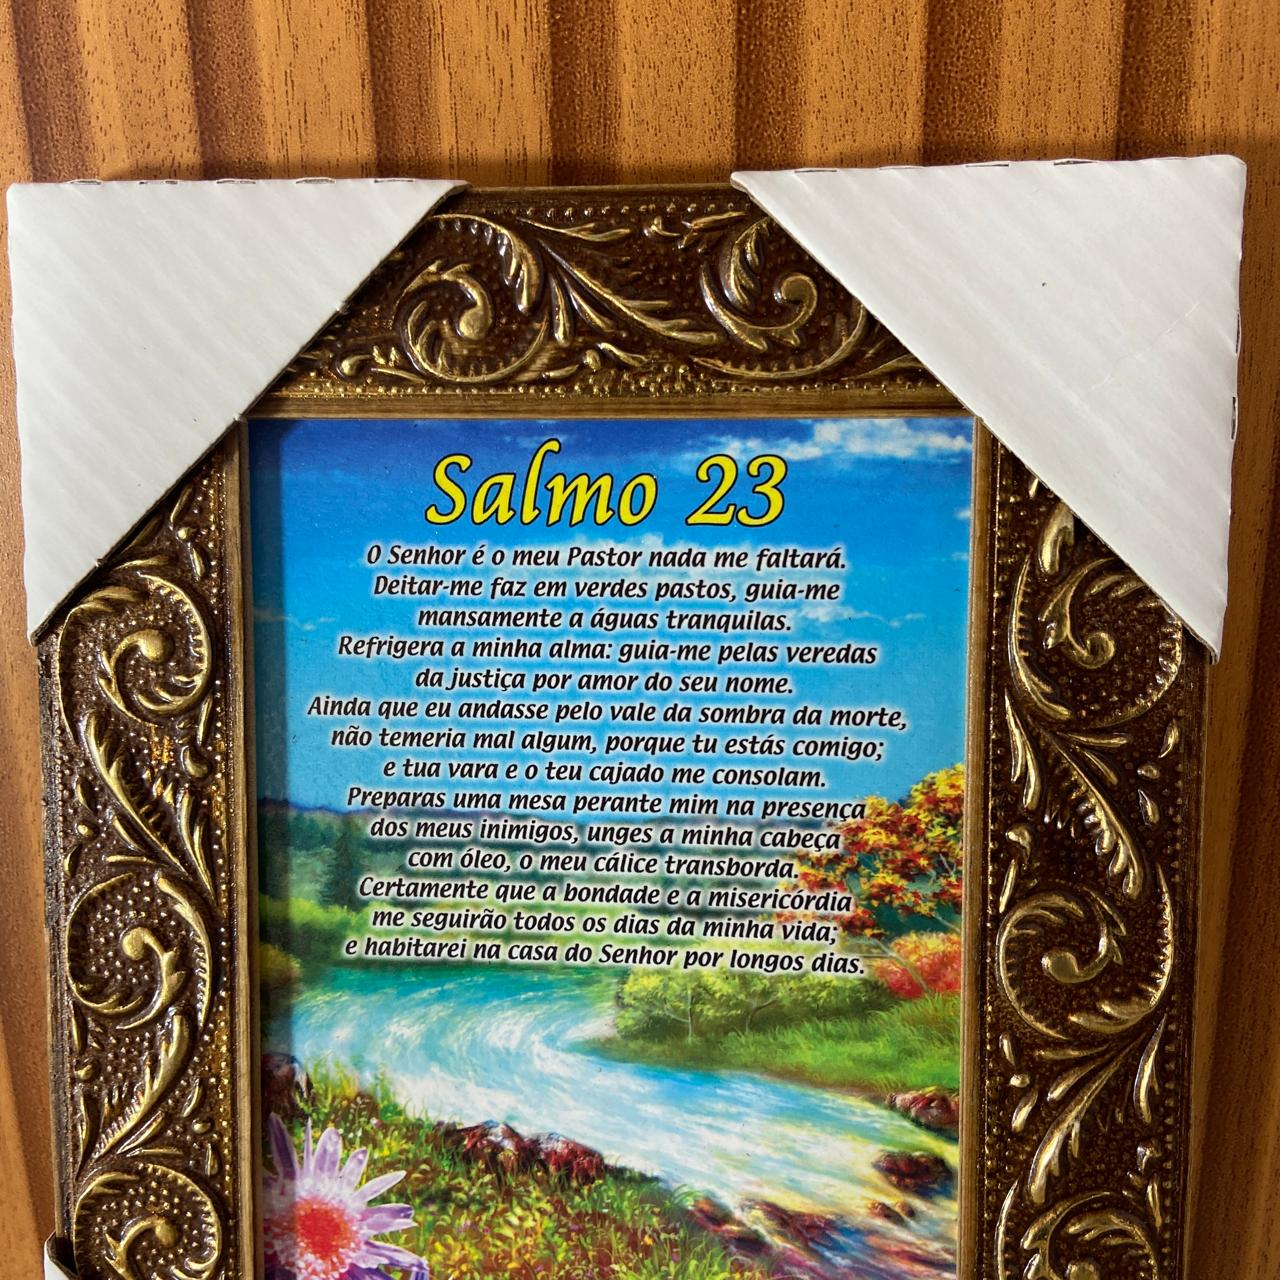 Salmo 23
O Senhor é o meu Pastor nada me faltará.
Deitar-me faz em verdes pastos, guia-me
mansamente a águas tranquilas.
Refrigera a minha alma: guia-me pelas veredas
da justiça por amor do seu nome.
Ainda que eu andasse pelo vale da sombra da morte,
não temeria mal algum, porque tu estás comigo;
e tua vara e o teu cajado me consolam.
Preparas uma mesa perante mim na presença
dos meus inimigos, unges a minha cabeça
com óleo, o meu cálice transborda.
Certamente que a bondade e a misericórdia
me seguirão todos os dias da minha vida;
e habitarei na casa do Senhor por longos dias.